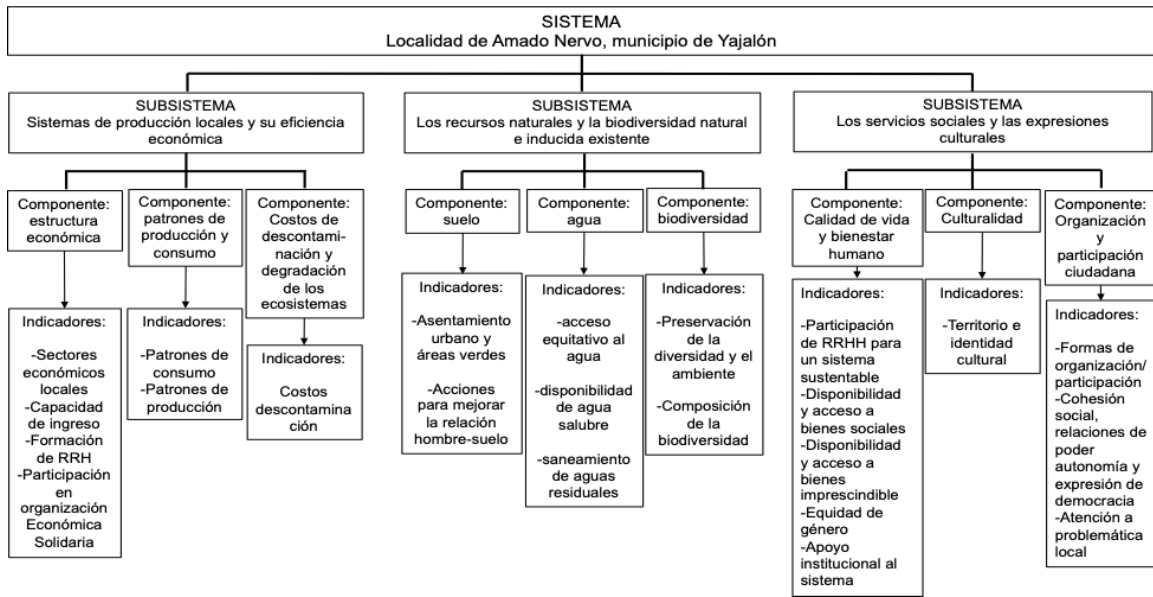 SISTEMA
Localidad de Amado Nervo, municipio de Yajalón
SUBSISTEMA
Sistemas de producción locales y su eficiencia
económica
SUBSISTEMA
Los recursos naturales y la biodiversidad natural
e inducida existente
SUBSISTEMA
Los servicios sociales y las expresiones
culturales
Componente:
estructura
económica
Componente:
patrones de
producción y
consumo
Componente:
Costos de
descontami-
nación y
degradación
de los
ecosistemas
Componente:
suelo
Componente:
agua
Componente:
biodiversidad
Componente:
Calidad de vida
y bienestar
humano
Componente:
Culturalidad
Componente:
Organización
y
participación
ciudadana
Indicadores:
-Sectores
económicos
locales
-Capacidad
de ingreso
-Formación
de RRH
-Participación
en
organización
Económica
Solidaria
Indicadores:
-Patrones de
consumo
-Patrones de
producción
Indicadores:
Costos
descontamina
ción
Indicadores:
-Asentamiento
urbano y
áreas verdes
-Acciones
para mejorar
la relación
hombre-suelo
Indicadores:
-acceso
equitativo al
agua
-disponibilidad
de agua
salubre
-saneamiento
de aguas
residuales
Indicadores:
-Preservación
de la
diversidad y el
ambiente
-Composición
de la
biodiversidad
Indicadores:
-Participación
de RRHH para
un sistema
sustentable
-Disponibilidad
y acceso a
bienes sociales
-Disponibilidad
y acceso a
bienes
imprescindible
-Equidad de
género
-Apoyo
institucional al
sistema
Indicadores:
-Territorio e
identidad
cultural
Indicadores:
-Formas de
organización/
participación
-Cohesión
social,
relaciones de
poder
autonomía y
expresión de
democracia
-Atención a
problemática
local